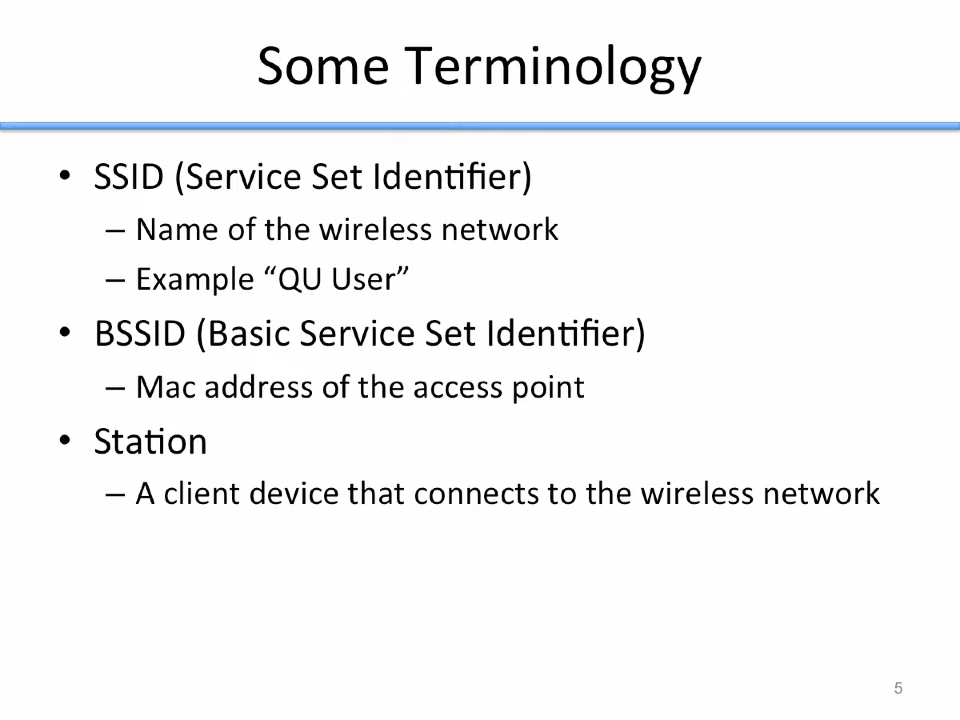 Some Terminology
• SSID (Service Set Identifier)
– Name of the wireless network
– Example “QU User”
• BSSID (Basic Service Set Identifier)
– Mac address of the access point
• Station
– A client device that connects to the wireless network
5